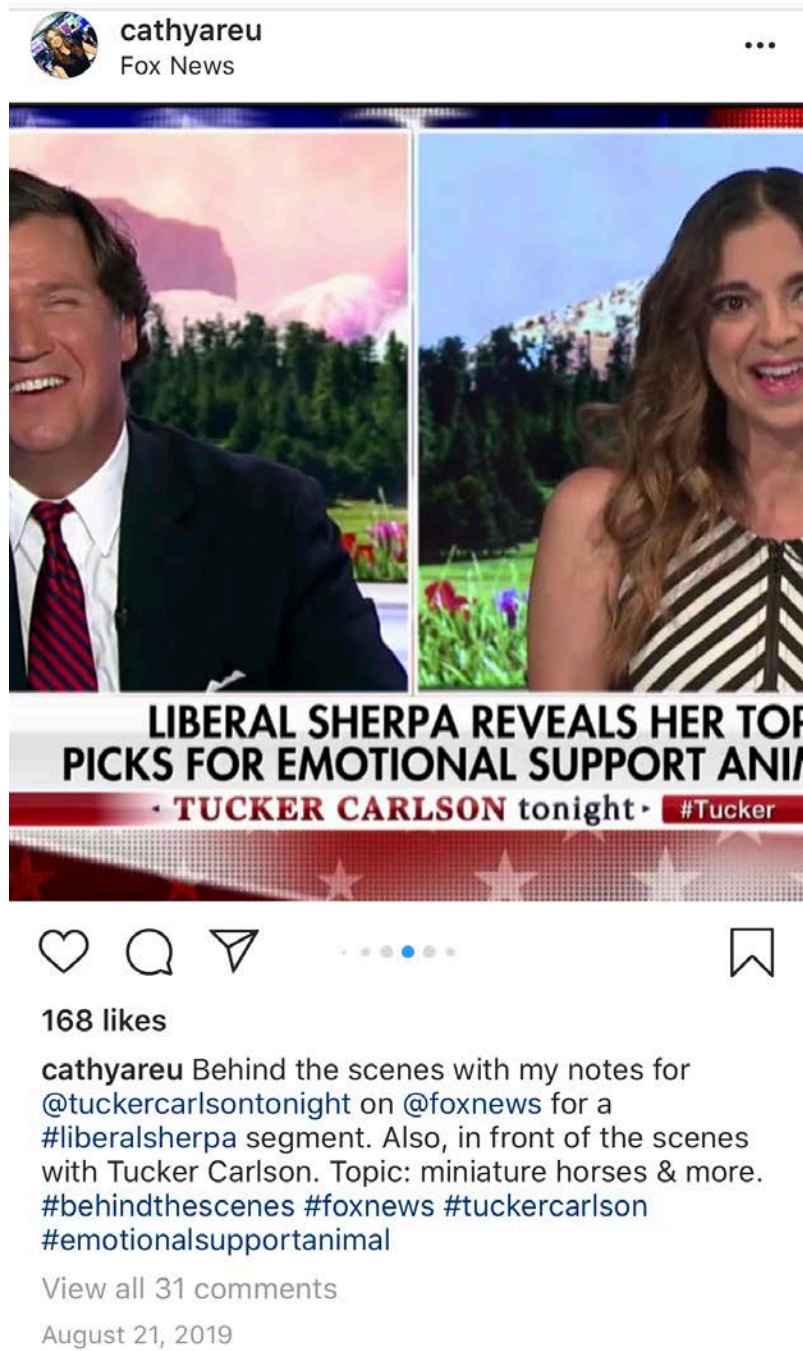 cathyareu
Fox News
LIBERAL SHERPA REVEALS HER TOP
PICKS FOR EMOTIONAL SUPPORT ANI
TUCKER CARLSON tonight #Tucker
168 likes
cathyareu Behind the scenes with my notes for
@tuckercarlsontonight on @foxnews for a
#liberalsherpa segment. Also, in front of the scenes
with Tucker Carlson. Topic: miniature horses & more.
#behindthescenes #foxnews #tuckercarlson
#emotionalsupportanimal
View all 31 comments
August 21, 2019